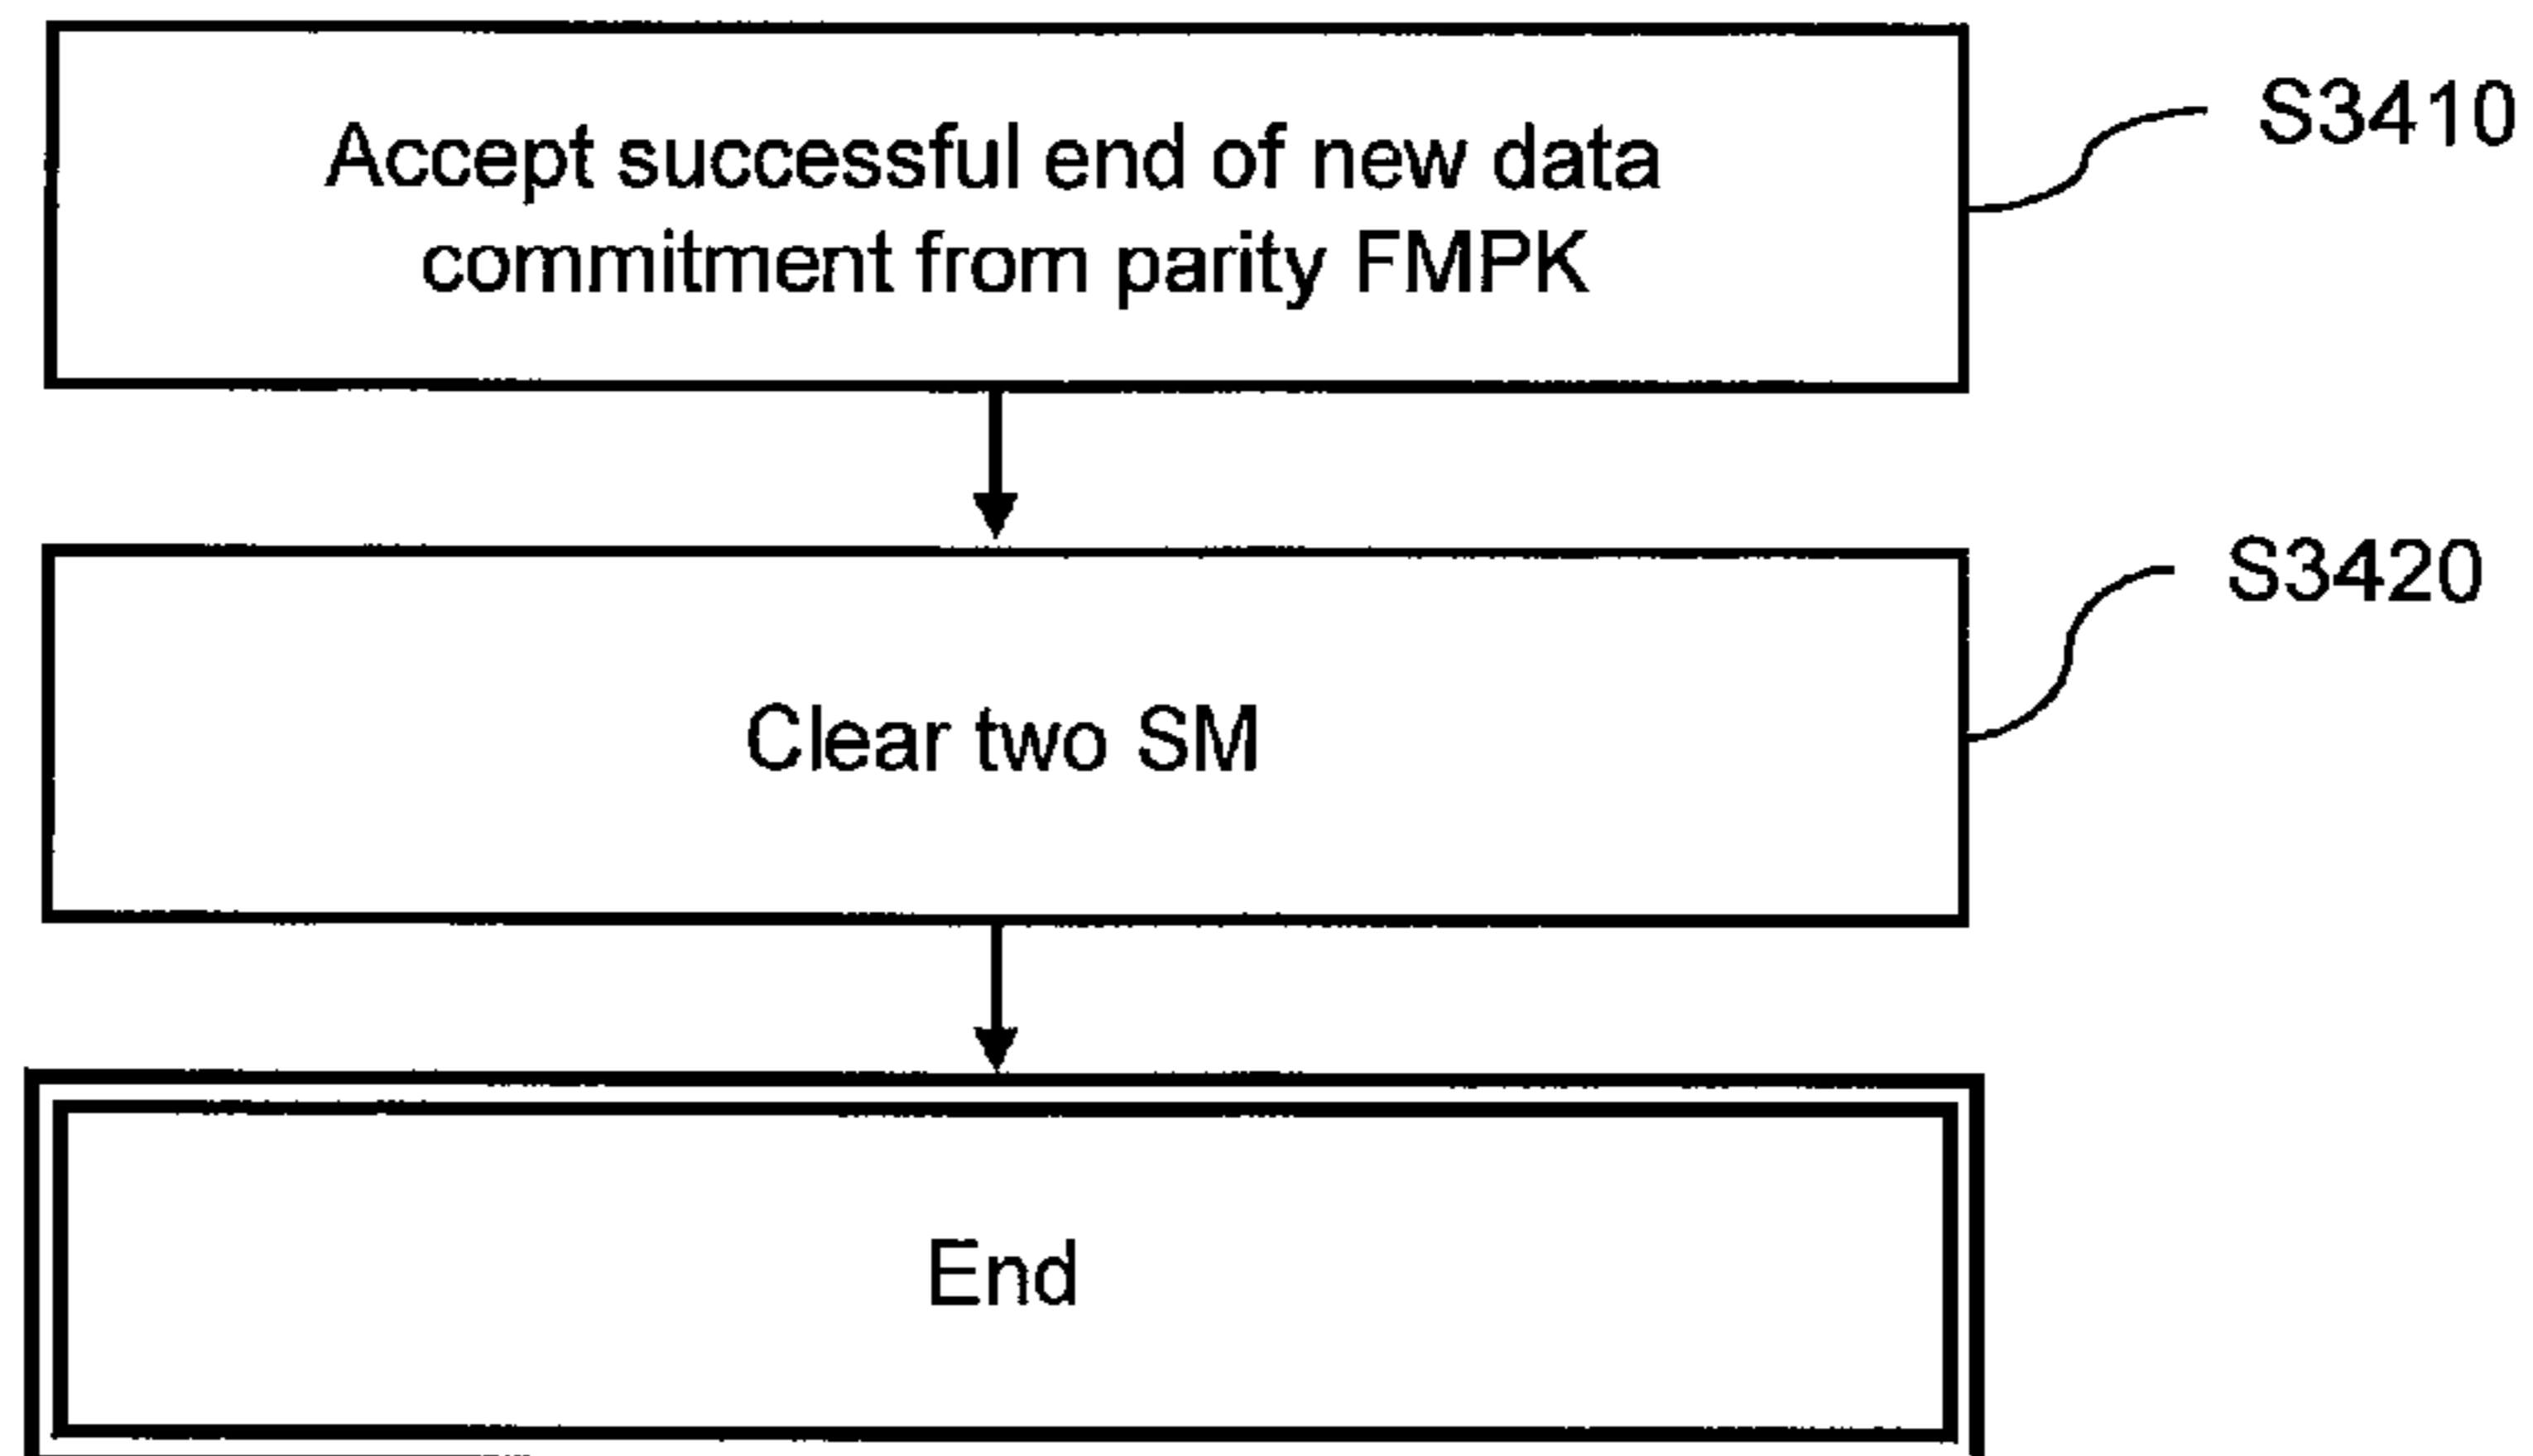 Accept successful end of new data
commitment from parity FMPK
S3410
Clear two SM
S3420
End